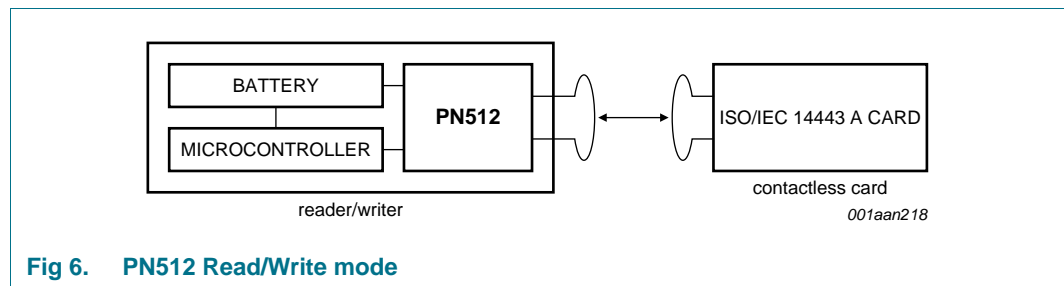 BATTERY
MICROCONTROLLER
PN512
ISO/IEC 14443 A CARD
reader/writer
contactless card
001aan218
Fig 6. PN512 Read/Write mode